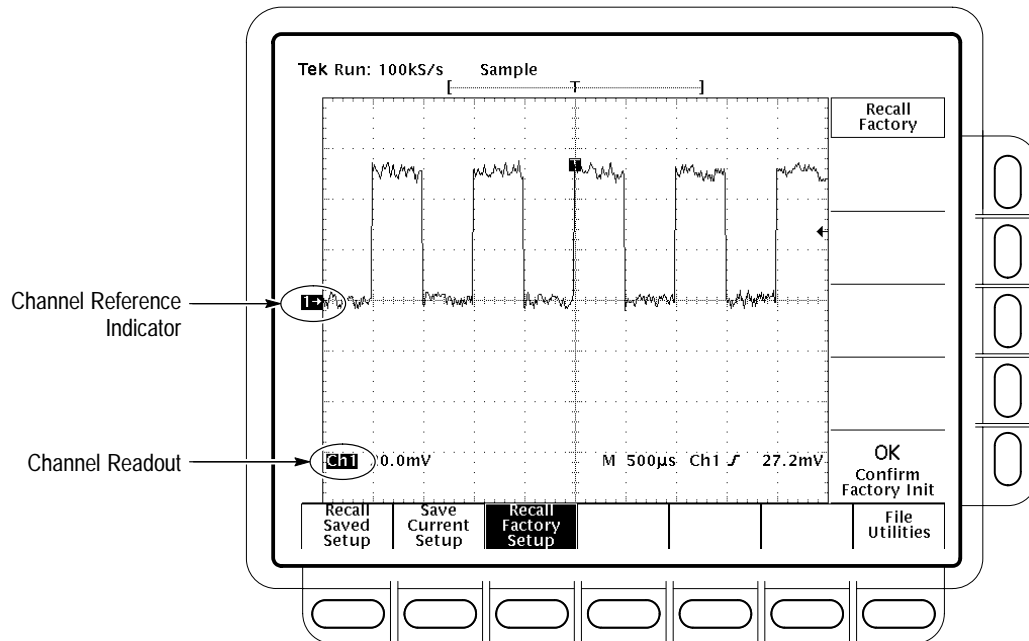 Tek Run: 100kS/s Sample
T
Recall
Factory
T
1→
Channel Reference
Indicator
Channel Readout
Ch1 0.0mV M 500µs Ch1 27.2mV
OK
Confirm
Factory Init
Recall
Saved
Setup
Save
Current
Setup
Recall
Factory
Setup
File
Utilities